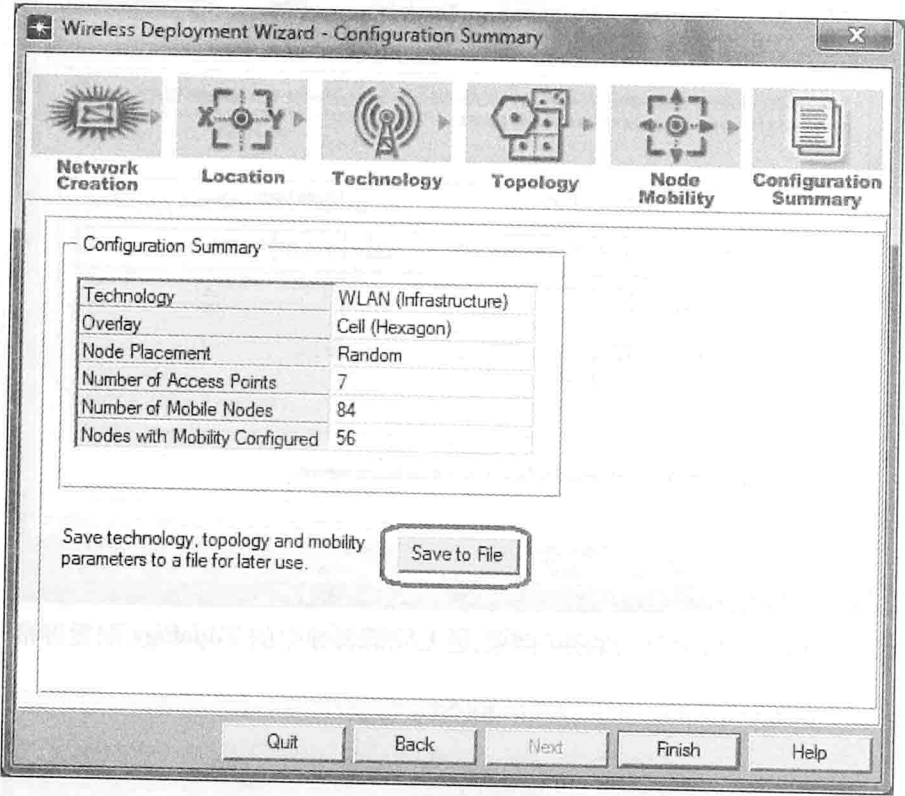 Wireless Deployment Wizard - Configuration Summary
Network
Creation
Location
Technology
Topology
Node
Mobility
Configuration
Summary
X
Y
Configuration Summary
Technology WLAN (Infrastructure)
Overlay Cell (Hexagon)
Node Placement Random
Number of Access Points 7
Number of Mobile Nodes 84
Nodes with Mobility Configured 56
Save technology, topology and mobility
parameters to a file for later use.
Save to File
Quit Back Next Finish Help